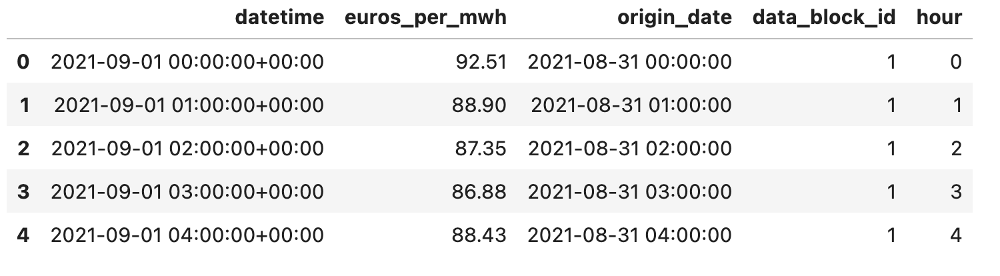 datetime euros_per_mwh origin_date data_block_id hour
0 2021-09-01 00:00:00+00:00 92.51 2021-08-31 00:00:00 1 0
1 2021-09-01 01:00:00+00:00 88.90 2021-08-31 01:00:00 1 1
2 2021-09-01 02:00:00+00:00 87.35 2021-08-31 02:00:00 1 2
3 2021-09-01 03:00:00+00:00 86.88 2021-08-31 03:00:00 1 3
4 2021-09-01 04:00:00+00:00 88.43 2021-08-31 04:00:00 1 4